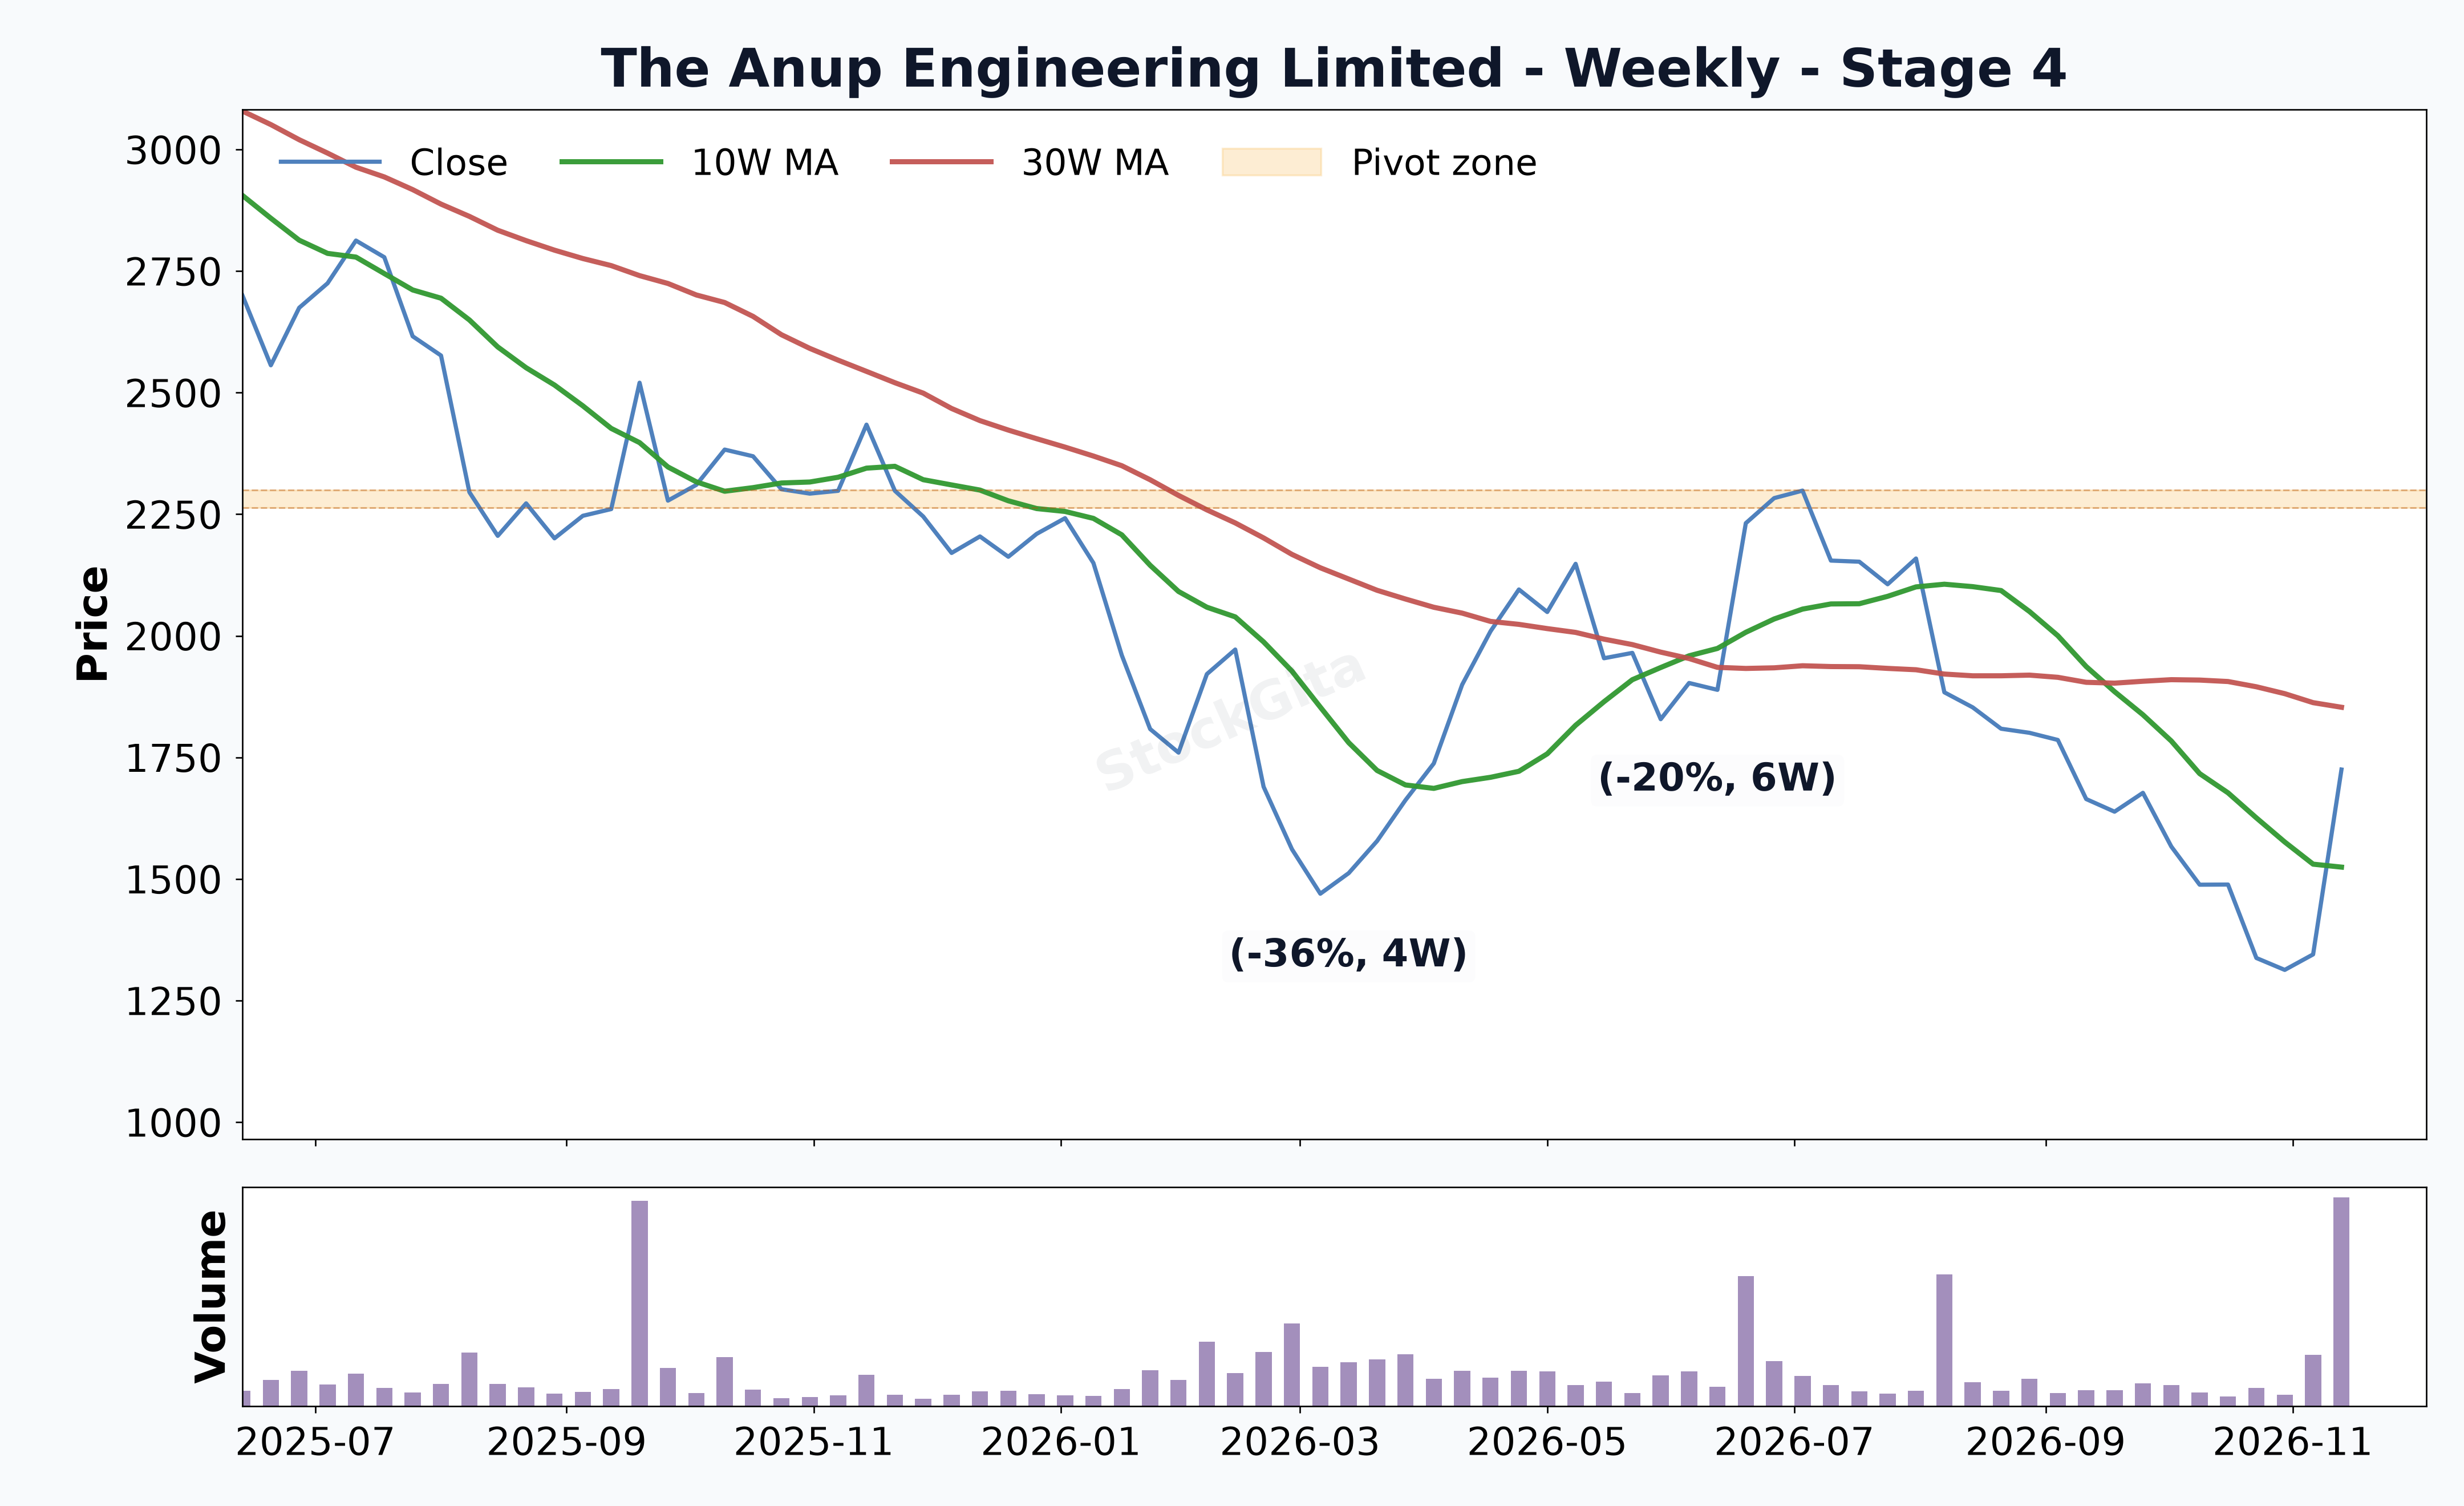 The Anup Engineering Limited - Weekly - Stage 4
Close 10W MA 30W MA Pivot zone
3000
2750
2500
2250
2000
1750
1500
1250
1000
Price
StockGita
(-20%, 6W)
(-36%, 4W)
Volume
2025-07 2025-09 2025-11 2026-01 2026-03 2026-05 2026-07 2026-09 2026-11